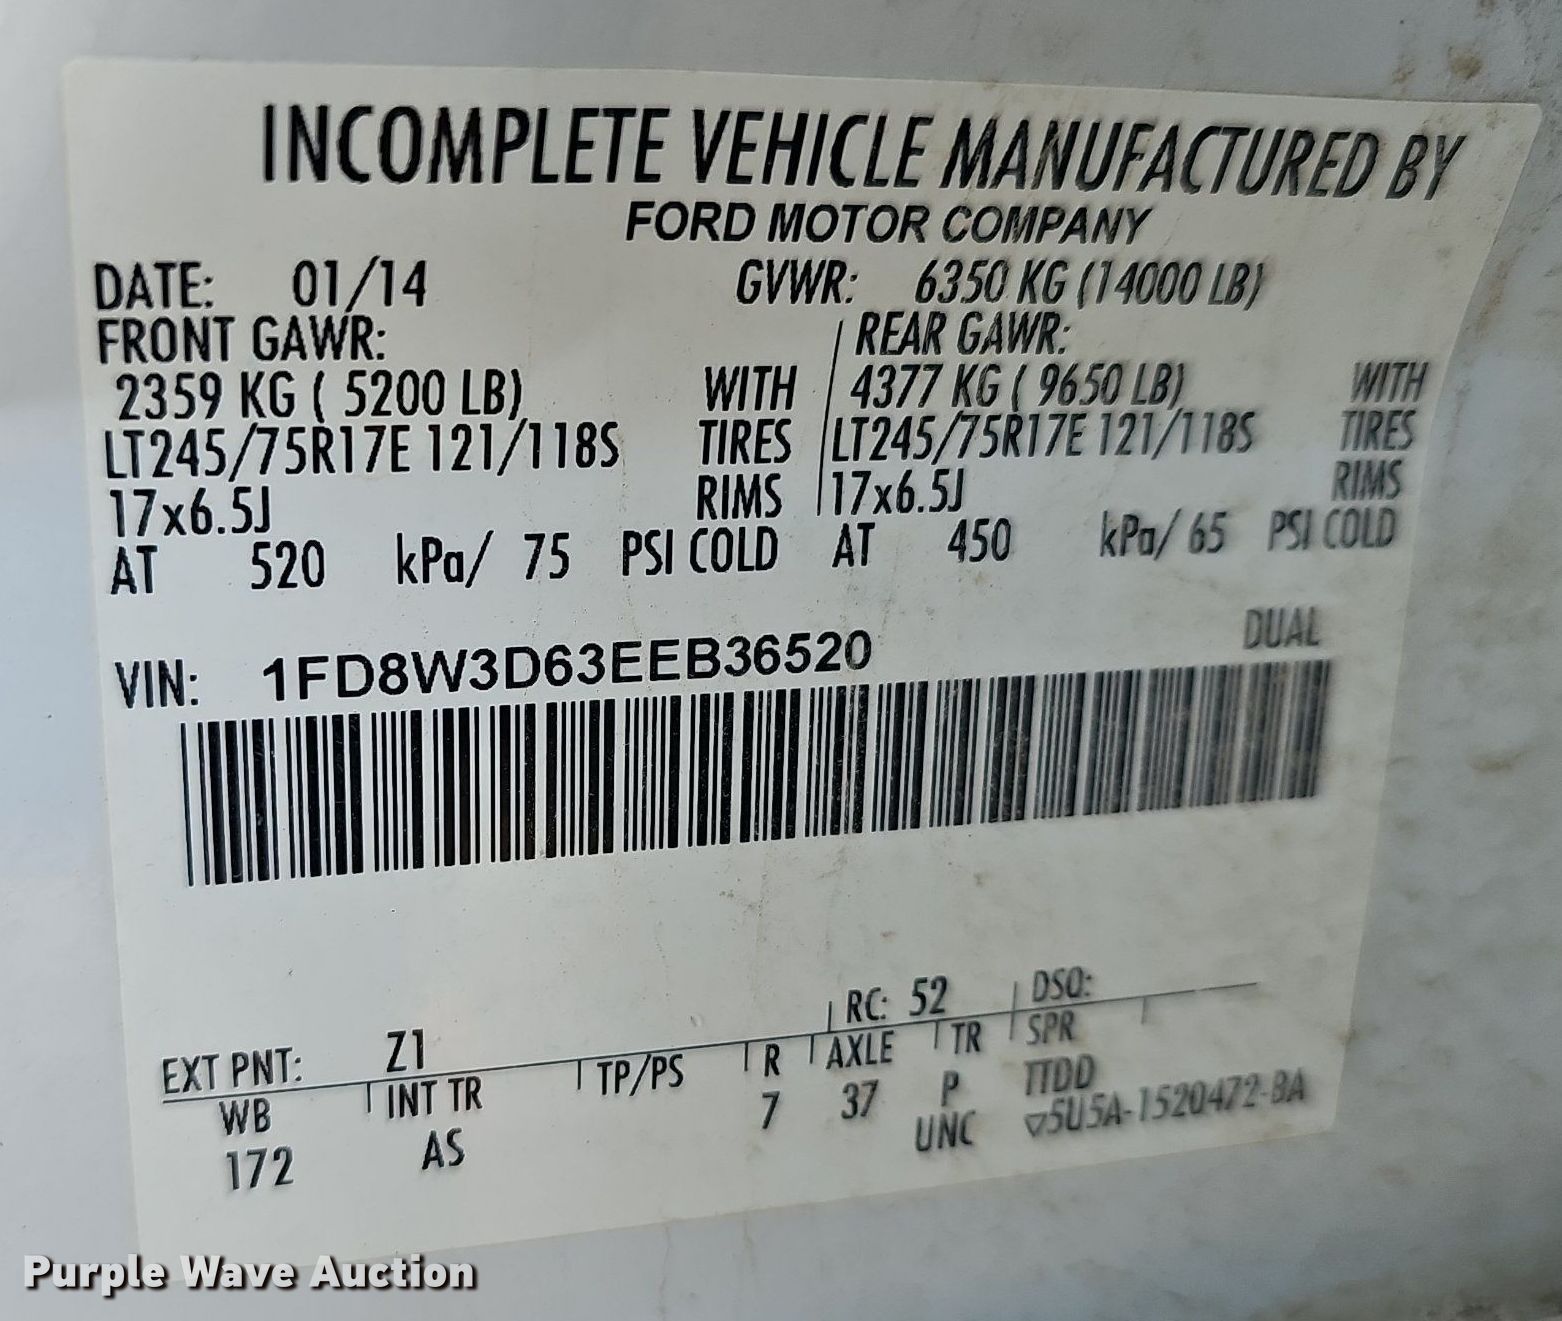 INCOMPLETE VEHICLE MANUFACTURED BY
FORD MOTOR COMPANY
DATE: 01/14 GVWR: 6350 KG (14000 LB)
FRONT GAWR: REAR GAWR:
2359 KG ( 5200 LB) WITH 4377 KG ( 9650 LB) WITH
LT245/75R17E 121/118S TIRES LT245/75R17E 121/118S TIRES
17x6.5J RIMS 17x6.5J RIMS
AT 520 kPa/ 75 PSI COLD AT 450 kPa/ 65 PSI COLD
VIN: 1FD8W3D63EEB36520 DUAL
EXT PNT: Z1 RC: 52 DSO:
WB INT TR TP/PS R AXLE TR SPR
172 AS 7 37 P TTDD
UNC ▽5U5A-1520472-BA
Purple Wave Auction